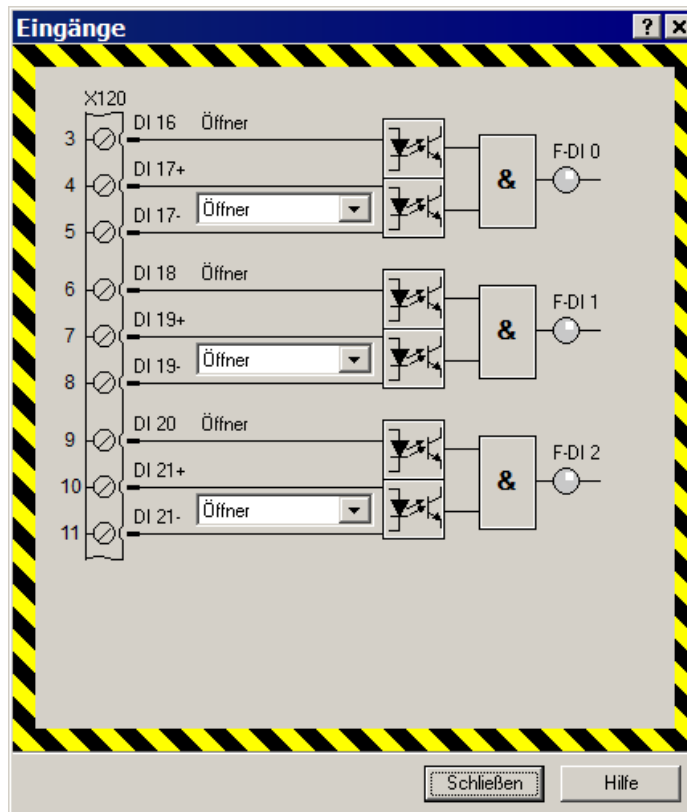 Eingänge
X120
3 DI 16 Öffner
4 DI 17+
Öffner
5 DI 17-
& F-DI 0
6 DI 18 Öffner
7 DI 19+
Öffner
8 DI 19-
& F-DI 1
9 DI 20 Öffner
10 DI 21+
Öffner
11 DI 21-
& F-DI 2
Schließen Hilfe